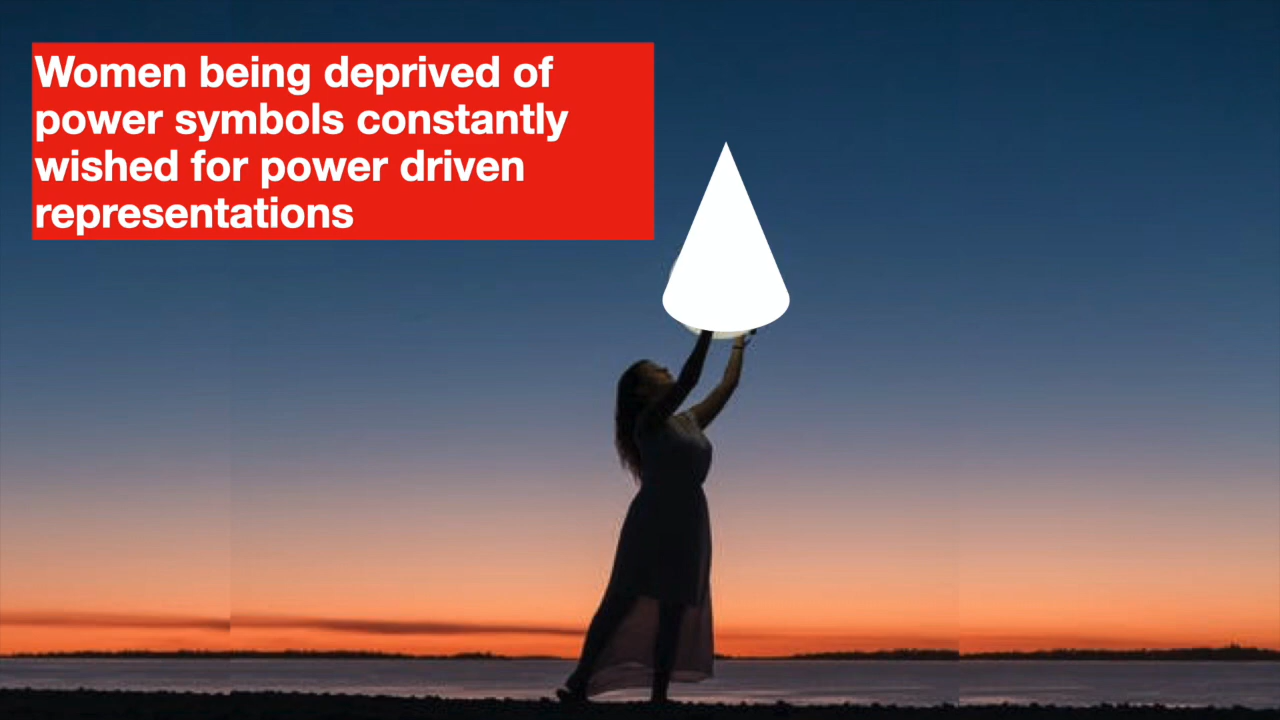 Women being deprived of
power symbols constantly
wished for power driven
representations